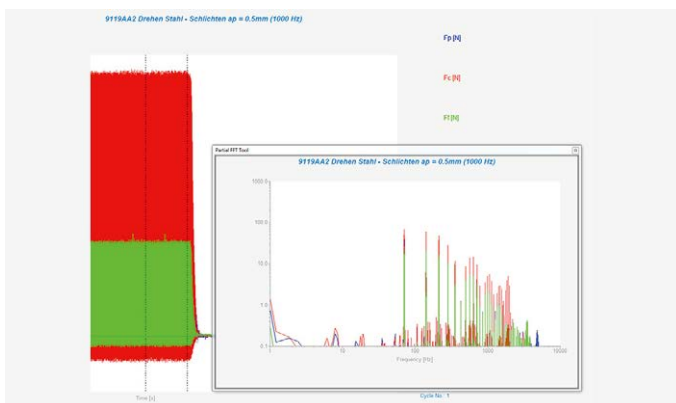 9119AA2 Drehen Stahl - Schlichten ap = 0.5mm (1000 Hz)
Fp [N]
Fc [N]
Ff [N]
Partial FFT Tool
9119AA2 Drehen Stahl - Schlichten ap = 0.5mm (1000 Hz)
1000.0
100.0
10.0
1.0
0.1
1
10
100
1000
10000
Frequency [Hz]
Time [s]
Cycle No : 1